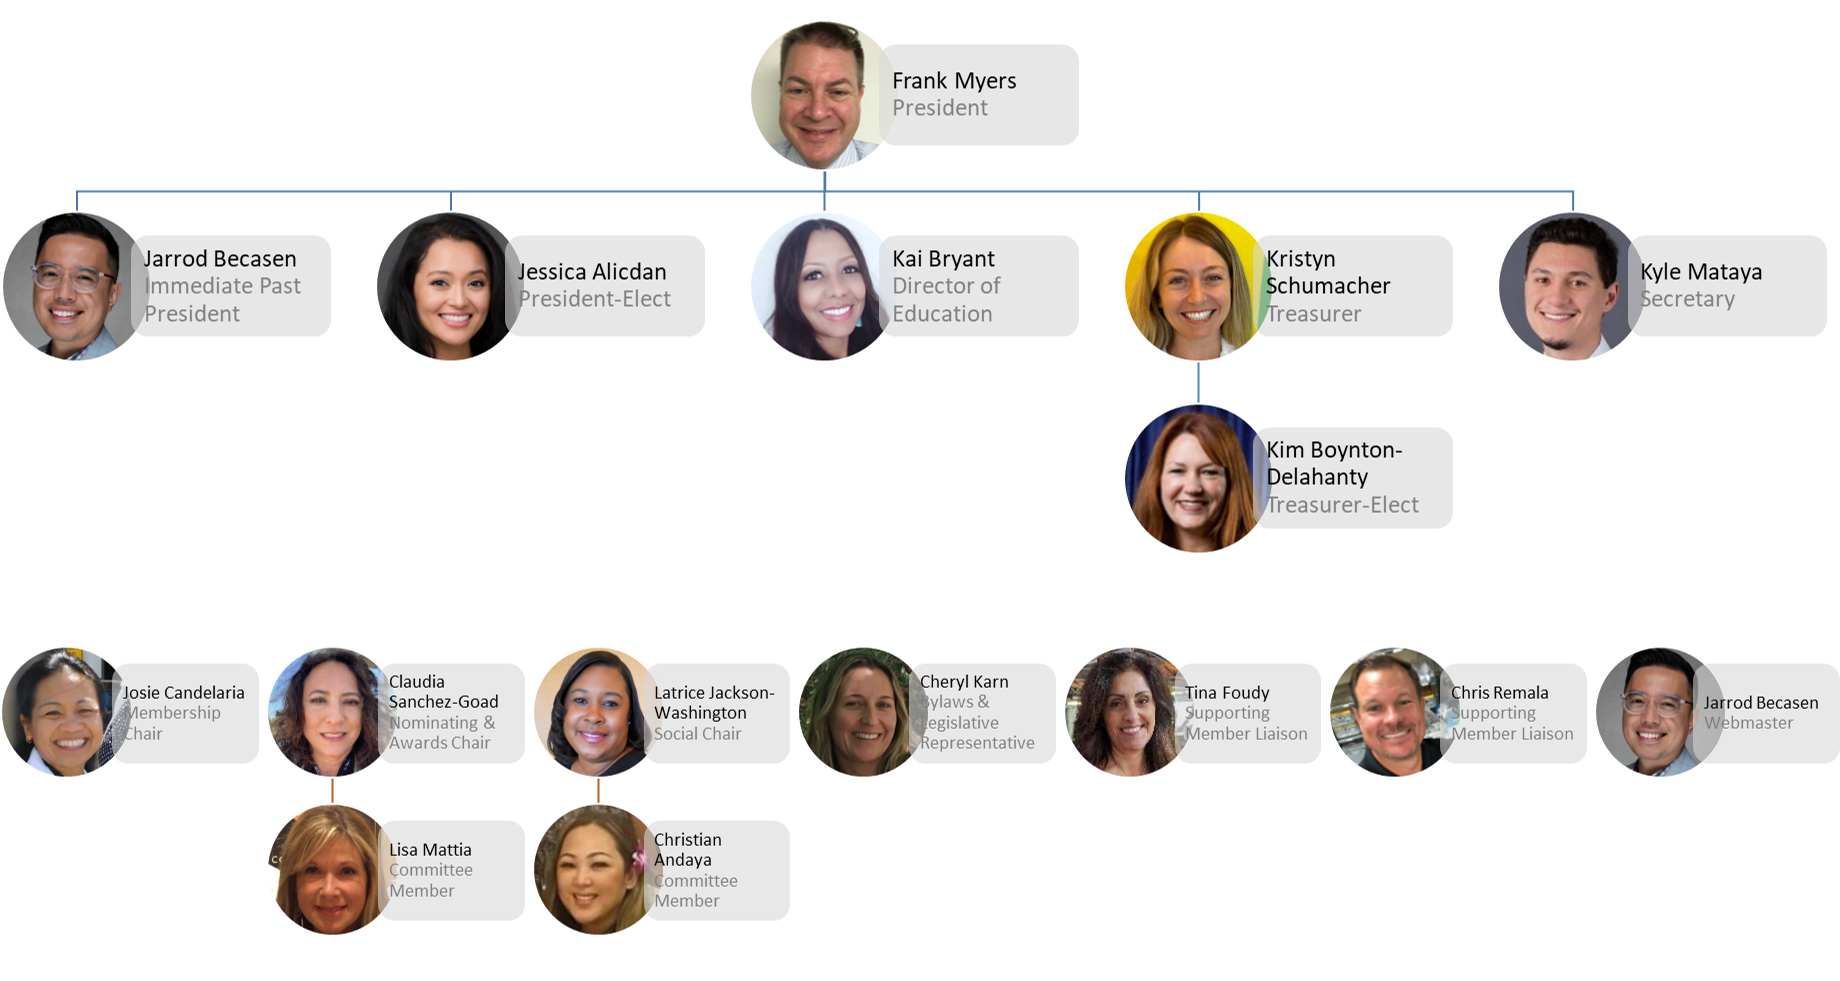 Frank Myers
President
Jarrod Becasen
Immediate Past
President
Jessica Alicdan
President-Elect
Kai Bryant
Director of
Education
Kristyn
Schumacher
Treasurer
Kyle Mataya
Secretary
Kim Boynton-
Delahanty
Treasurer-Elect
Josie Candelaria
Membership
Chair
Claudia
Sanchez-Goad
Nominating &
Awards Chair
Latrice Jackson-
Washington
Social Chair
Cheryl Karn
Bylaws &
Legislative
Representative
Tina Foudy
Supporting
Member Liaison
Chris Remala
Supporting
Member Liaison
Jarrod Becasen
Webmaster
Lisa Mattia
Committee
Member
Christian
Andaya
Committee
Member